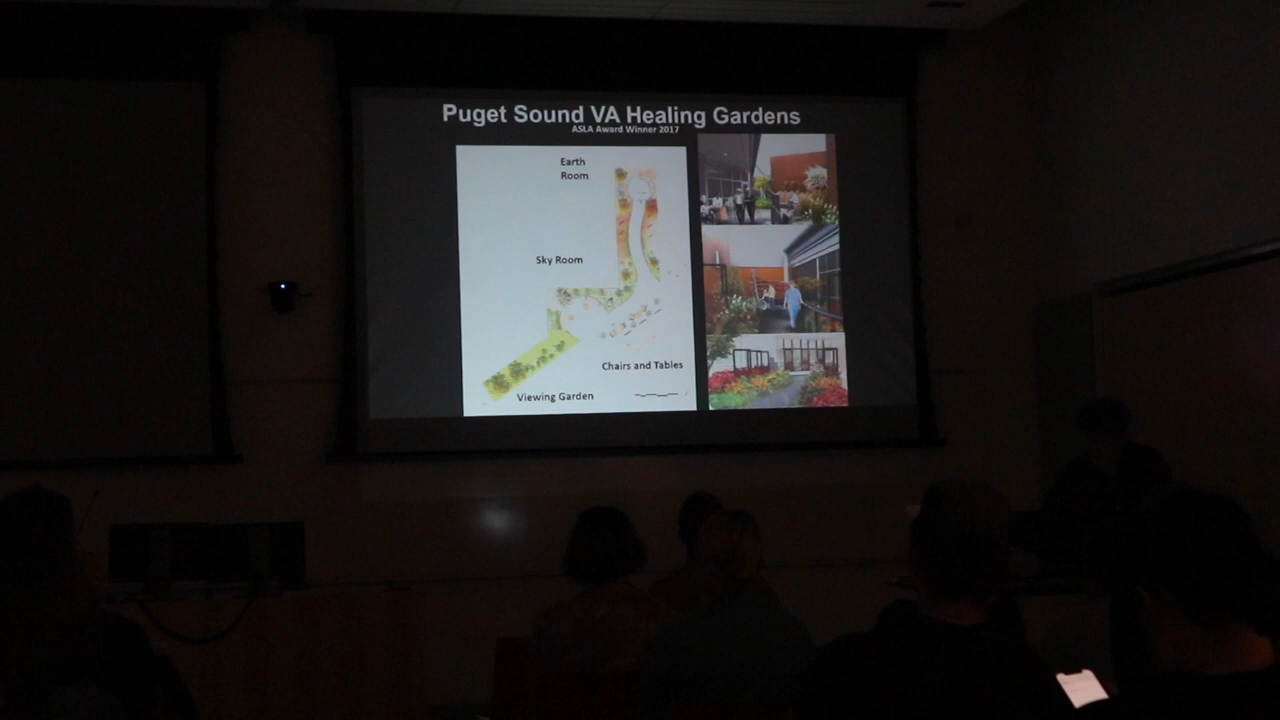 Puget Sound VA Healing Gardens
ASLA Award Winner 2017
Earth
Room
Sky Room
Chairs and Tables
Viewing Garden